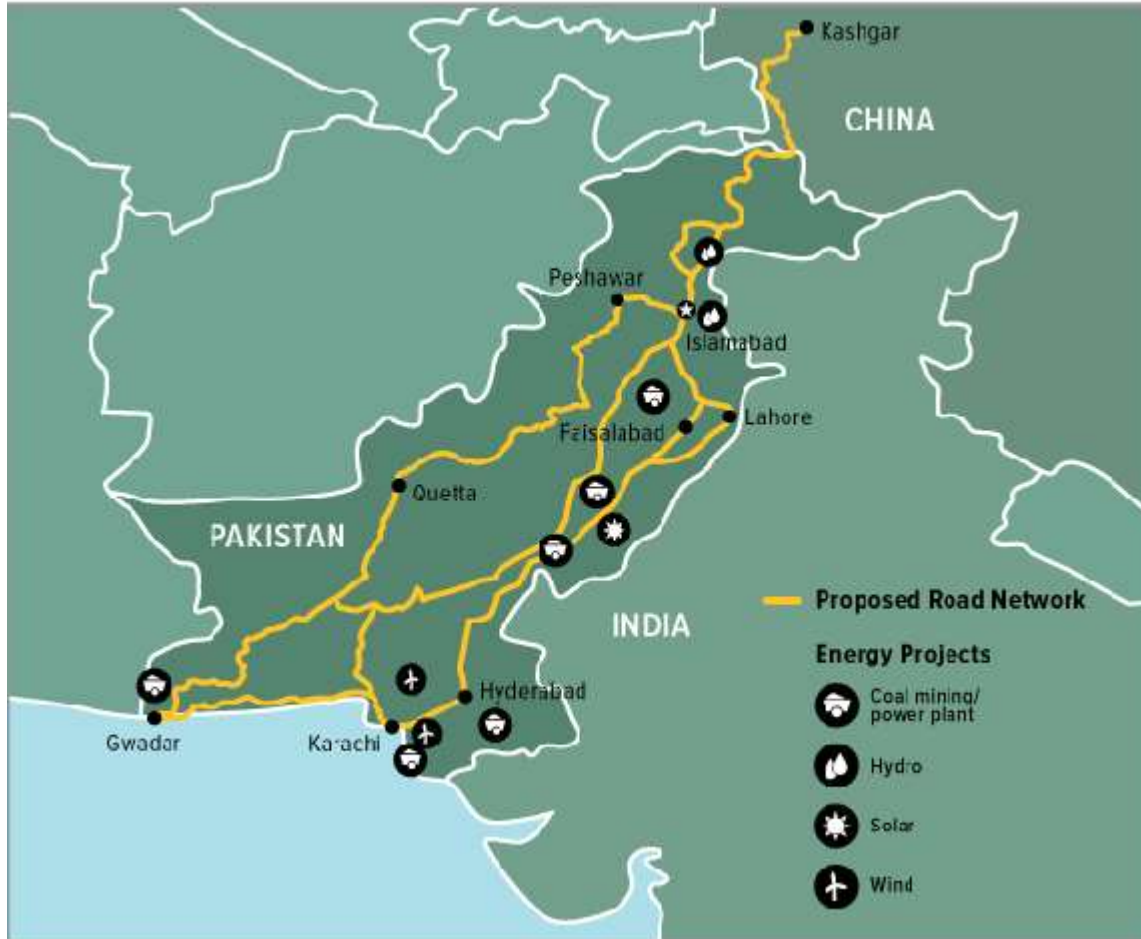 Kashgar
CHINA
Peshawar
Islamabad
Faisalabad
Lahore
Quetta
PAKISTAN
INDIA
Proposed Road Network
Energy Projects
Coal mining/
power plant
Hydro
Solar
Wind
Hyderabad
Gwadar
Karachi